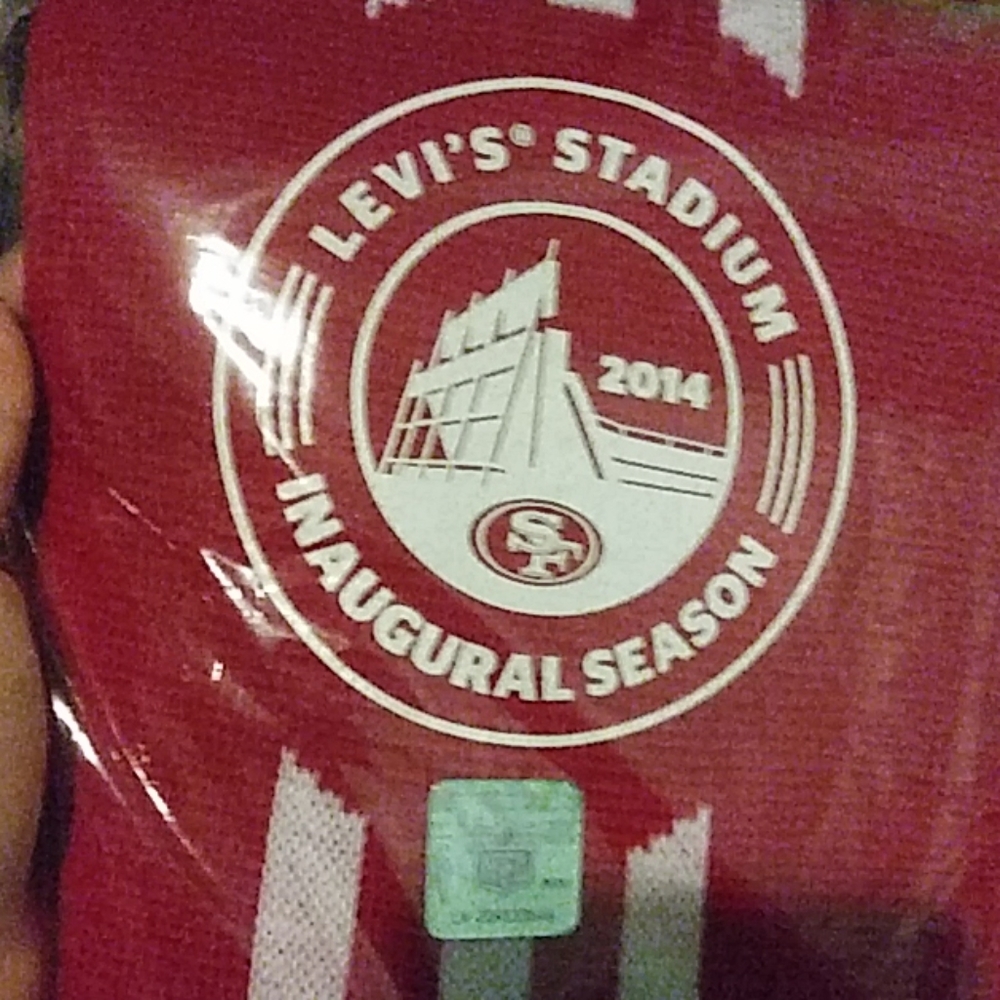 LEVI'S® STADIUM
2014
SF
INAUGURAL SEASON